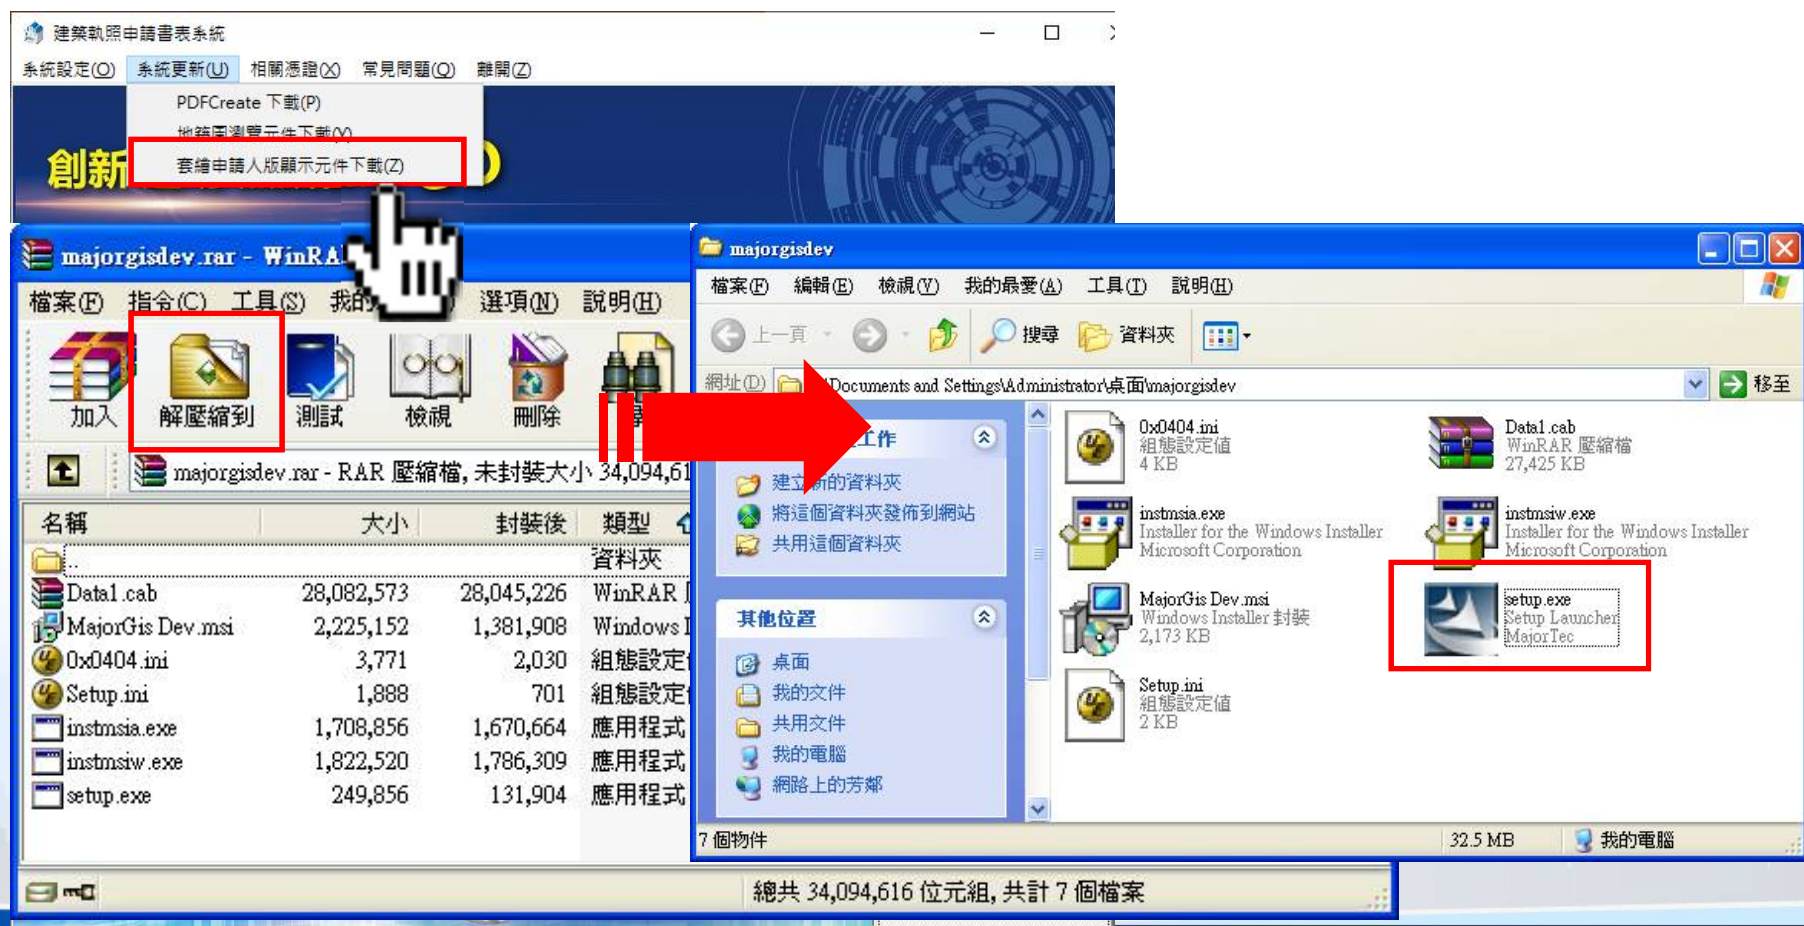 建築執照申請書表系統
系統設定(O) 系統更新(U) 相關憑證(X) 常見問題(Q) 離開(Z)
PDFCreate 下載(P)
地籍圖瀏覽元件下載(Y)
套繪申請人版顯示元件下載(Z)
創新
majorgisdev.rar - WinRA
檔案(F) 指令(C) 工具(S) 我的 選項(N) 說明(H)
加入 解壓縮到 測試 檢視 刪除
majorgisdev.rar - RAR 壓縮檔, 未封裝大小 34,094,61
名稱 大小 封裝後 類型
.. 資料夾
Data1.cab 28,082,573 28,045,226 WinRAR
MajorGis Dev.msi 2,225,152 1,381,908 Windows I
0x0404.ini 3,771 2,030 組態設定
Setup.ini 1,888 701 組態設定
instmsia.exe 1,708,856 1,670,664 應用程式
instmsiw.exe 1,822,520 1,786,309 應用程式
setup.exe 249,856 131,904 應用程式
總共 34,094,616 位元組, 共計 7 個檔案
majorgisdev
檔案(F) 編輯(E) 檢視(V) 我的最愛(A) 工具(T) 說明(H)
上一頁 搜尋 資料夾
網址(D) \Documents and Settings\Administrator\桌面\majorgisdev 移至
工作
建立新的資料夾
將這個資料夾發佈到網站
共用這個資料夾
其他位置
桌面
我的文件
共用文件
我的電腦
網路上的芳鄰
0x0404.ini
組態設定值
4 KB
Data1.cab
WinRAR 壓縮檔
27,425 KB
instmsia.exe
Installer for the Windows Installer
Microsoft Corporation
instmsiw.exe
Installer for the Windows Installer
Microsoft Corporation
MajorGis Dev.msi
Windows Installer 封裝
2,173 KB
setup.exe
Setup Launcher
MajorTec
Setup.ini
組態設定值
2 KB
7 個物件 32.5 MB 我的電腦